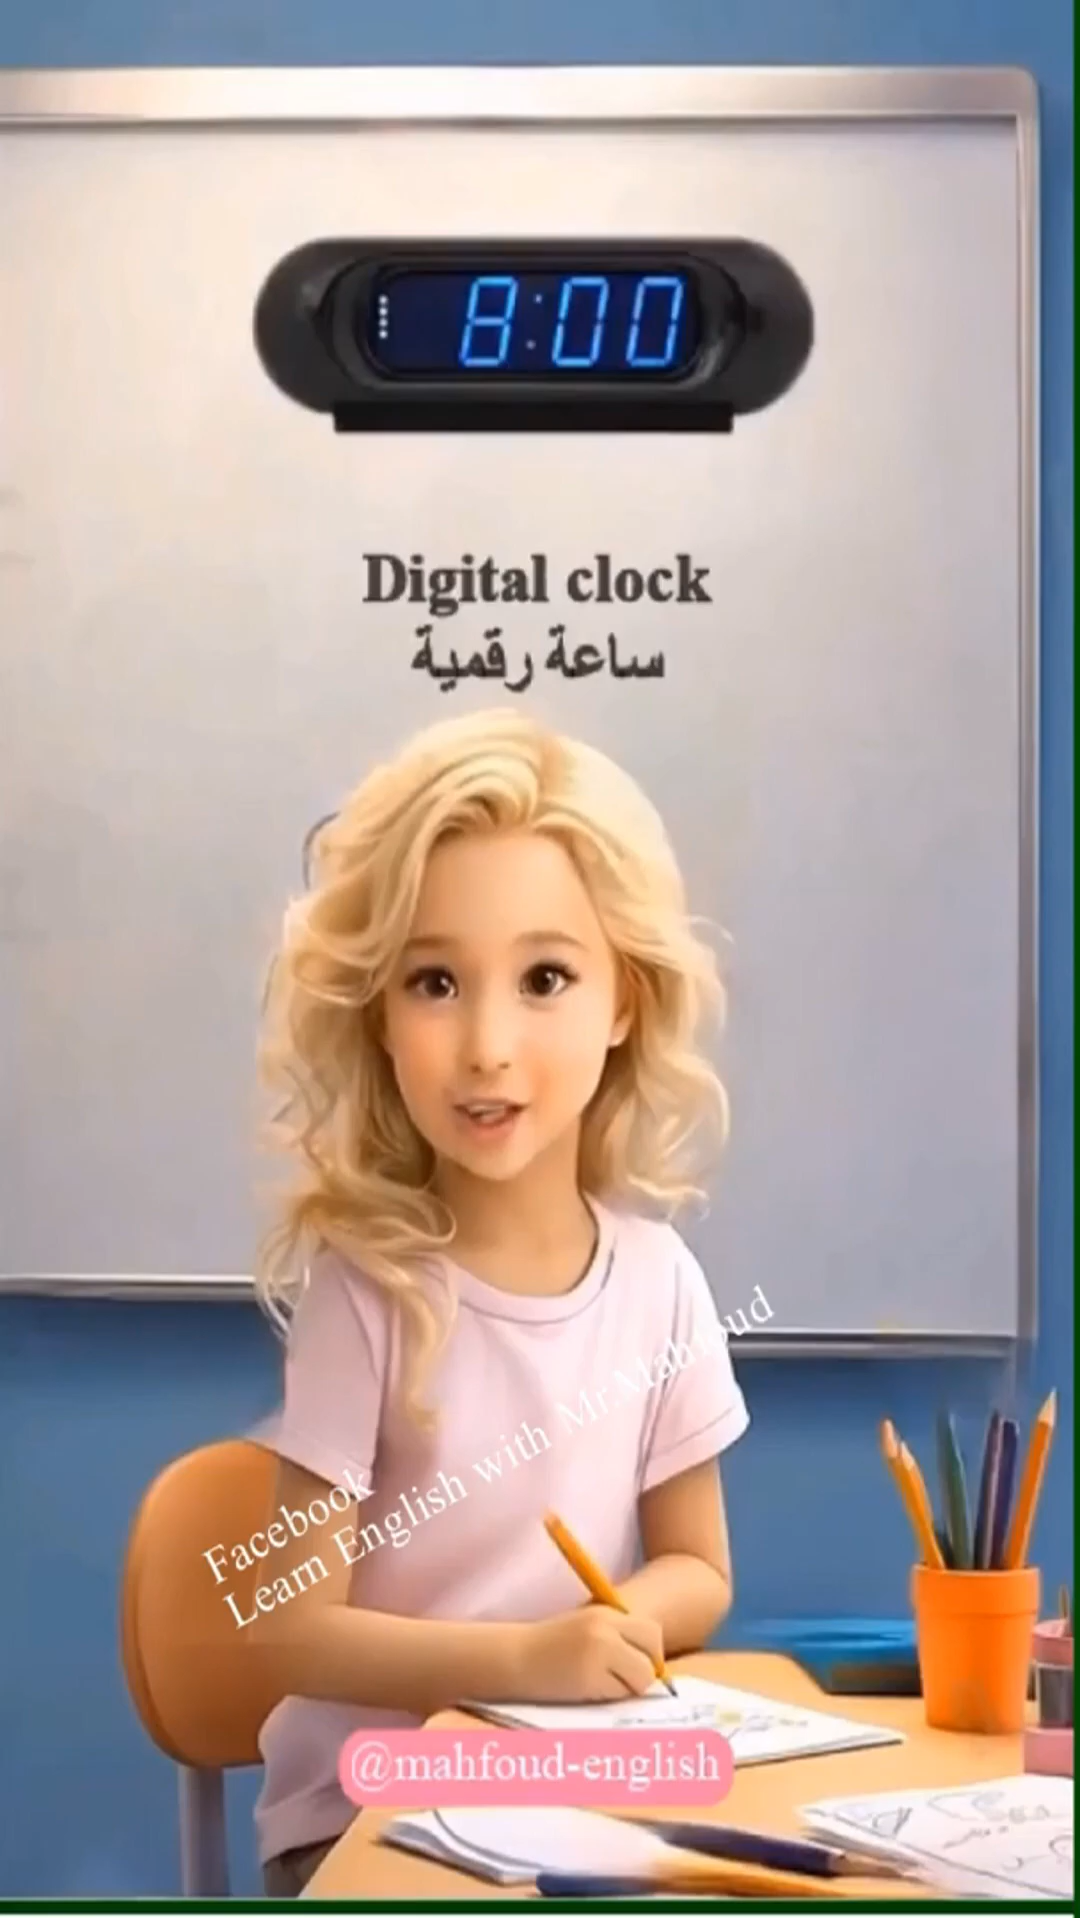 8:00
Digital clock
ساعة رقمية
Facebook
Learn English with Mr.Mahfoud
@mahfoud-english